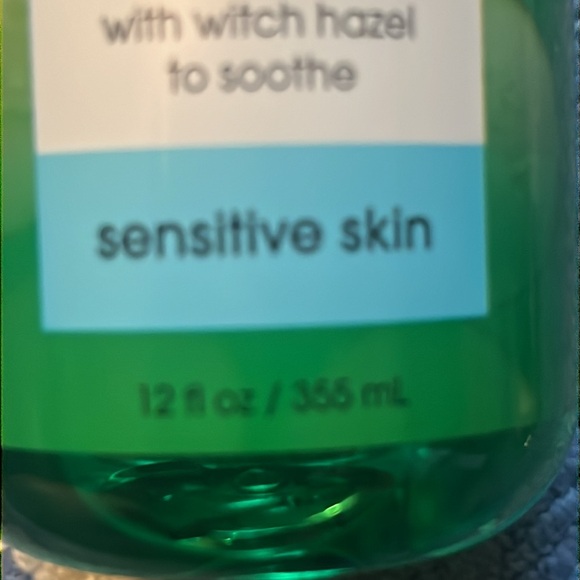 with witch hazel
to soothe
sensitive skin
12 fl oz / 355 mL